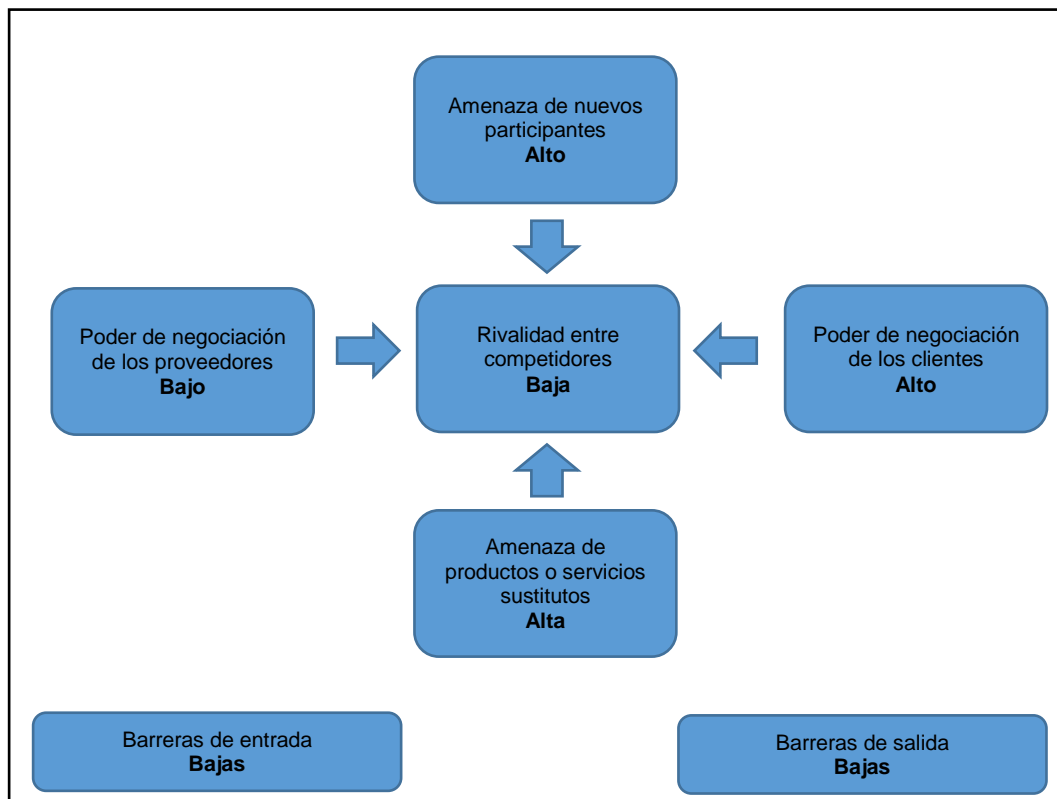 Amenaza de nuevos
participantes
Alto
Poder de negociación
de los proveedores
Bajo
Rivalidad entre
competidores
Baja
Poder de negociación
de los clientes
Alto
Amenaza de
productos o servicios
sustitutos
Alta
Barreras de entrada
Bajas
Barreras de salida
Bajas